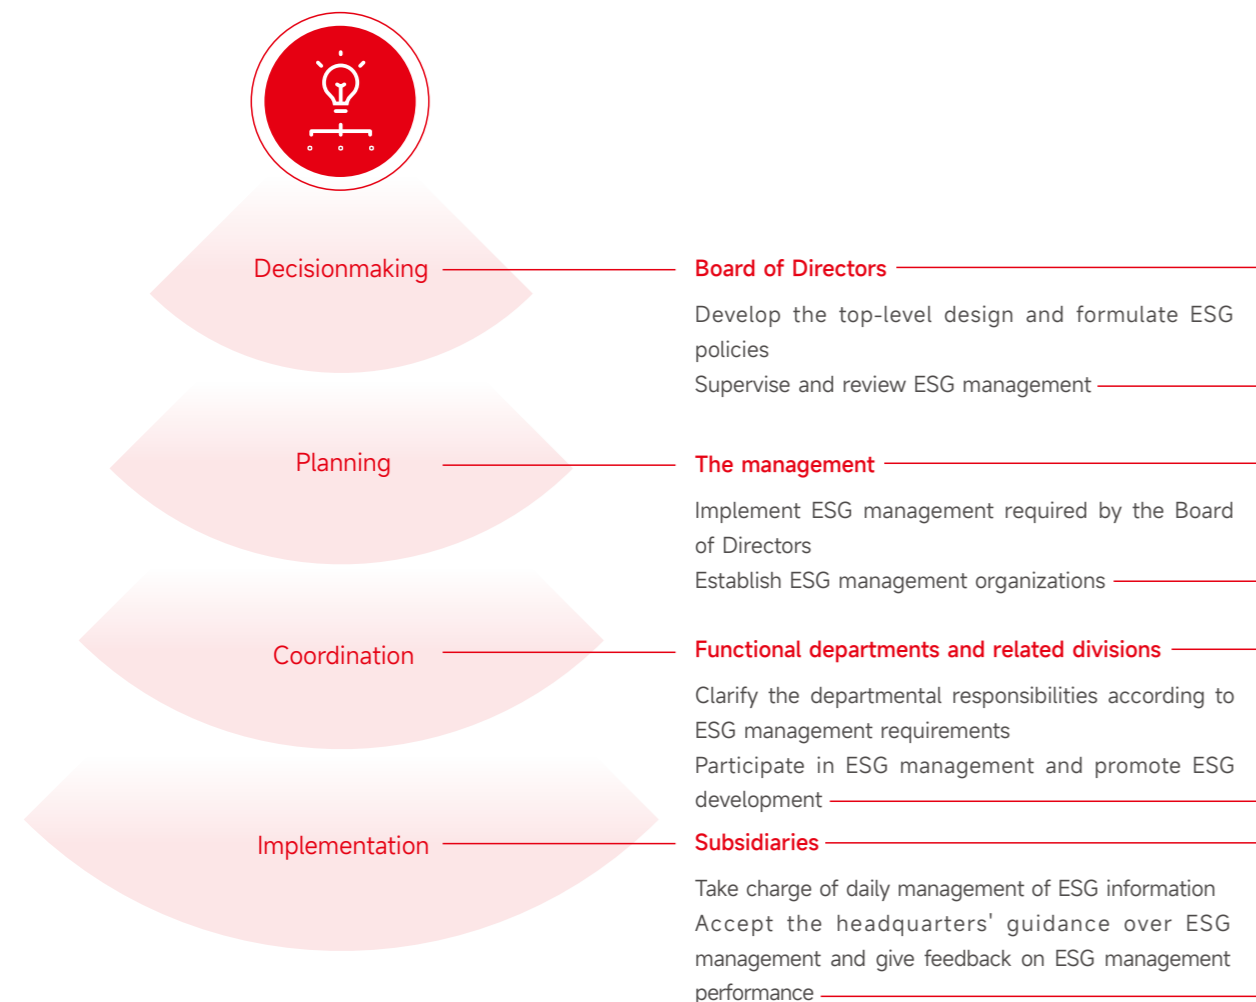 Decisionmaking
Board of Directors
Develop the top-level design and formulate ESG
policies
Supervise and review ESG management
Planning
The management
Implement ESG management required by the Board
of Directors
Establish ESG management organizations
Coordination
Functional departments and related divisions
Clarify the departmental responsibilities according to
ESG management requirements
Participate in ESG management and promote ESG
development
Implementation
Subsidiaries
Take charge of daily management of ESG information
Accept the headquarters' guidance over ESG
management and give feedback on ESG management
performance